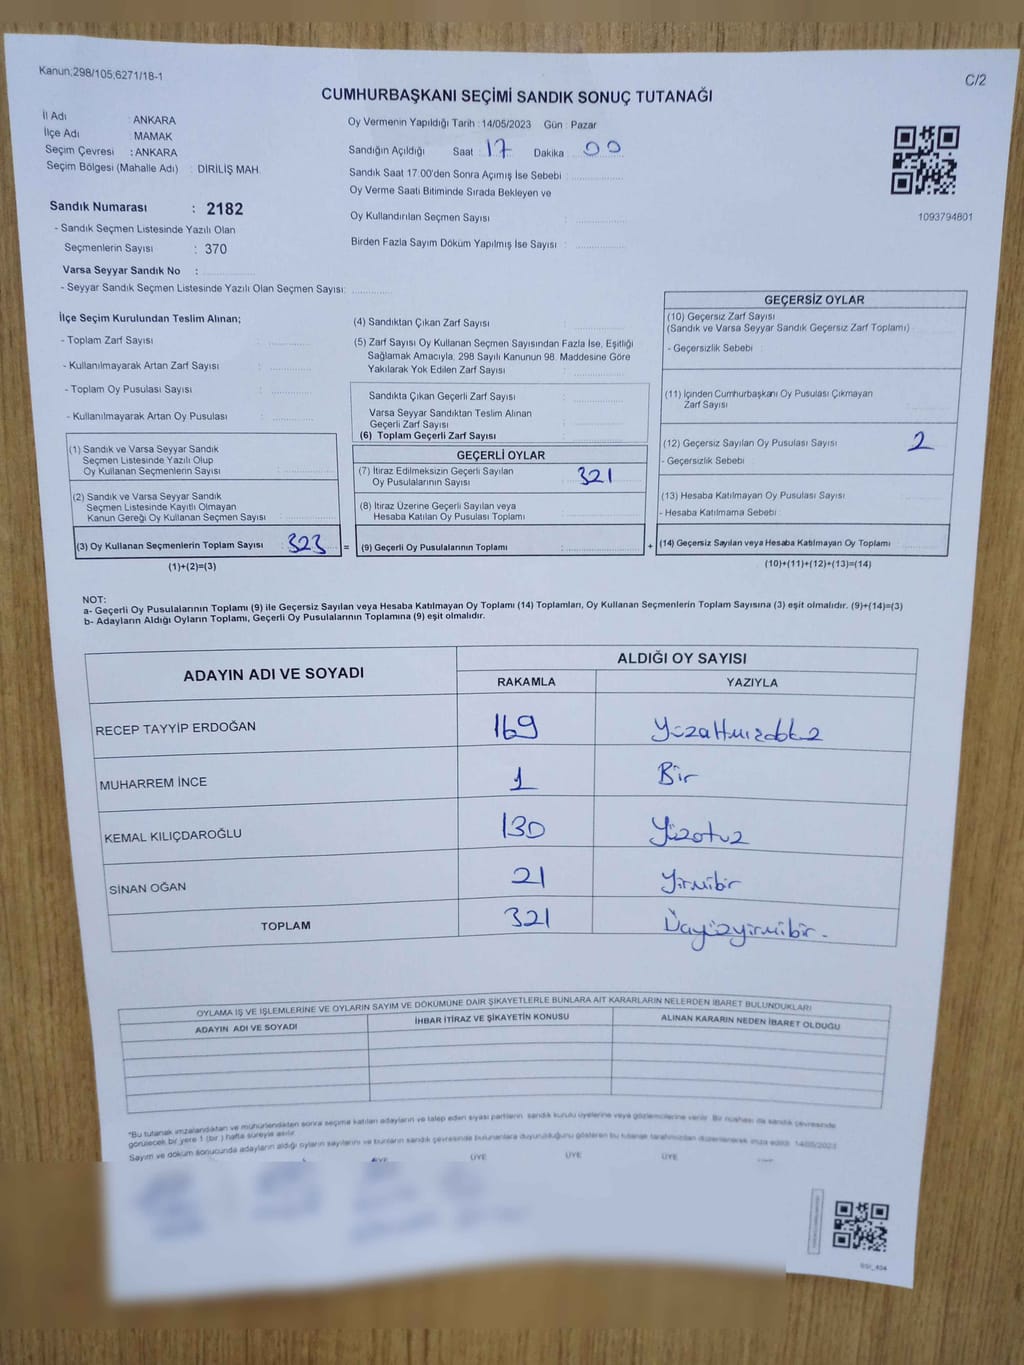 Kanun;298/105,6271/18-1
C/2
CUMHURBAŞKANI SEÇİMİ SANDIK SONUÇ TUTANAĞI
İl Adı : ANKARA
İlçe Adı : MAMAK
Seçim Çevresi : ANKARA
Seçim Bölgesi (Mahalle Adı) : DİRİLİŞ MAH.
Sandık Numarası : 2182
- Sandık Seçmen Listesinde Yazılı Olan
Seçmenlerin Sayısı : 370
Varsa Seyyar Sandık No :
- Seyyar Sandık Seçmen Listesinde Yazılı Olan Seçmen Sayısı:
Oy Vermenin Yapıldığı Tarih : 14/05/2023 Gün : Pazar
Sandığın Açıldığı Saat : 17 Dakika : 00
Sandık Saat 17.00'den Sonra Açımış İse Sebebi :
Oy Verme Saati Bitiminde Sırada Bekleyen ve
Oy Kullandırılan Seçmen Sayısı :
Birden Fazla Sayım Döküm Yapılmış İse Sayısı :
1093794801
İlçe Seçim Kurulundan Teslim Alınan;
- Toplam Zarf Sayısı :
- Kullanılmayarak Artan Zarf Sayısı :
- Toplam Oy Pusulası Sayısı :
- Kullanılmayarak Artan Oy Pusulası :
(1) Sandık ve Varsa Seyyar Sandık
Seçmen Listesinde Yazılı Olup
Oy Kullanan Seçmenlerin Sayısı :
(2) Sandık ve Varsa Seyyar Sandık
Seçmen Listesinde Kayıtlı Olmayan
Kanun Gereği Oy Kullanan Seçmen Sayısı :
(3) Oy Kullanan Seçmenlerin Toplam Sayısı : 323 =
(1)+(2)=(3)
(4) Sandıktan Çıkan Zarf Sayısı :
(5) Zarf Sayısı Oy Kullanan Seçmen Sayısından Fazla İse, Eşitliği
Sağlamak Amacıyla, 298 Sayılı Kanunun 98. Maddesine Göre
Yakılarak Yok Edilen Zarf Sayısı :
Sandıkta Çıkan Geçerli Zarf Sayısı :
Varsa Seyyar Sandıktan Teslim Alınan
Geçerli Zarf Sayısı :
(6) Toplam Geçerli Zarf Sayısı :
GEÇERLİ OYLAR
(7) İtiraz Edilmeksizin Geçerli Sayılan
Oy Pusulalarının Sayısı : 321
(8) İtiraz Üzerine Geçerli Sayılan veya
Hesaba Katılan Oy Pusulası Toplamı :
(9) Geçerli Oy Pusulalarının Toplamı : +
GEÇERSİZ OYLAR
(10) Geçersiz Zarf Sayısı
(Sandık ve Varsa Seyyar Sandık Geçersiz Zarf Toplamı) :
- Geçersizlik Sebebi :
(11) İçinden Cumhurbaşkanı Oy Pusulası Çıkmayan
Zarf Sayısı :
(12) Geçersiz Sayılan Oy Pusulası Sayısı : 2
- Geçersizlik Sebebi :
(13) Hesaba Katılmayan Oy Pusulası Sayısı :
- Hesaba Katılmama Sebebi :
(14) Geçersiz Sayılan veya Hesaba Katılmayan Oy Toplamı :
(10)+(11)+(12)+(13)=(14)
NOT:
a- Geçerli Oy Pusulalarının Toplamı (9) ile Geçersiz Sayılan veya Hesaba Katılmayan Oy Toplamı (14) Toplamları, Oy Kullanan Seçmenlerin Toplam Sayısına (3) eşit olmalıdır. (9)+(14)=(3)
b- Adayların Aldığı Oyların Toplamı, Geçerli Oy Pusulalarının Toplamına (9) eşit olmalıdır.
ADAYIN ADI VE SOYADI
ALDIĞI OY SAYISI
RAKAMLA YAZIYLA
RECEP TAYYİP ERDOĞAN 169 Yüzaltmışdokuz
MUHARREM İNCE 1 Bir
KEMAL KILIÇDAROĞLU 130 Yüzotuz
SİNAN OĞAN 21 Yirmibir
TOPLAM 321 Üçyüzyirmibir.
OYLAMA İŞ VE İŞLEMLERİNE VE OYLARIN SAYIM VE DÖKÜMÜNE DAİR ŞİKAYETLERLE BUNLARA AİT KARARLARIN NELERDEN İBARET BULUNDUKLARI
ADAYIN ADI VE SOYADI İHBAR İTİRAZ VE ŞİKAYETİN KONUSU ALINAN KARARIN NEDEN İBARET OLDUĞU
"Bu tutanak imzalandıktan ve mühürlendikten sonra seçime katılan adayların ve talep eden siyasi partilerin sandık kurulu üyelerine veya gözlemcilerine verilir. Bir nüshası da sandık çevresinde
görülecek bir yere 1 (bir ) hafta süreyle asılır.
Sayım ve döküm sonucunda adayların aldığı oyların sayılarını ve bunların sandık çevresinde bulunanlara duyurulduğunu gösteren bu tutanak tarafımızdan düzenlenerek imza edildi. 14/05/2023
ÜYE ÜYE ÜYE